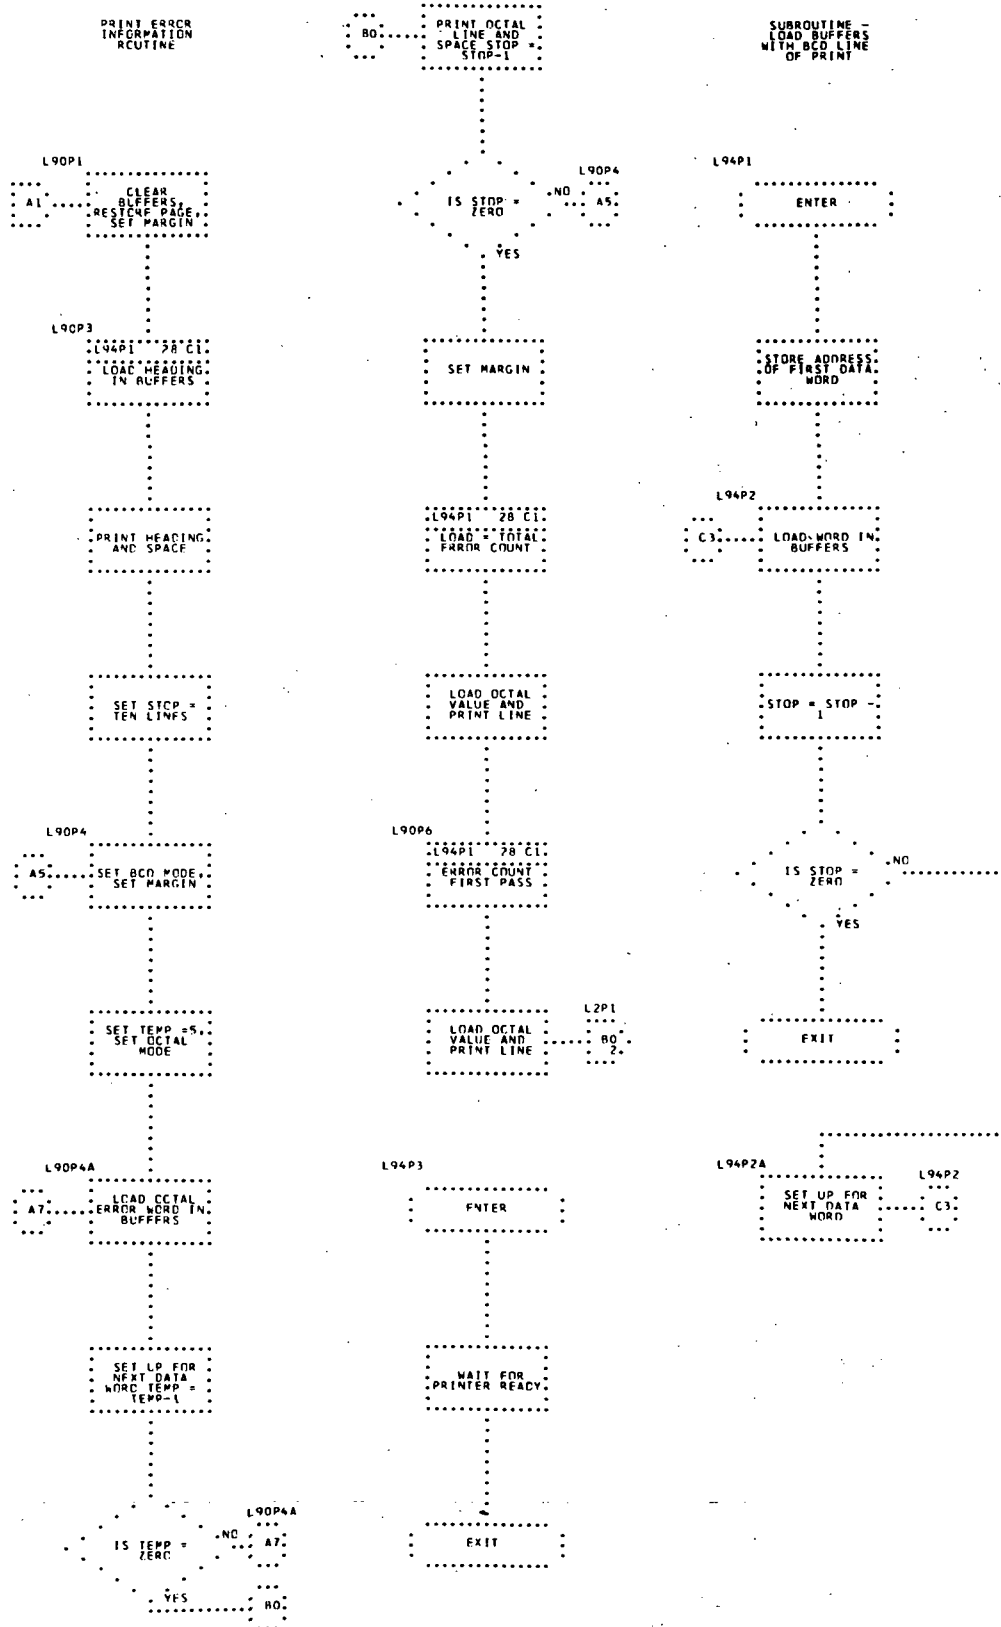 PRINT ERROR
INFORMATION
ROUTINE
L90P1
A1
CLEAR
BUFFERS,
RESTORE PAGE,
SET MARGIN
L90P3
L94P1 28 C1
LOAD HEADING
IN BUFFERS
PRINT HEADING
AND SPACE
SET STOP =
TEN LINES
L90P4
A5
SET BCD MODE,
SET MARGIN
SET TEMP =5,
SET OCTAL
MODE
L90P4A
A7
LOAD OCTAL
ERROR WORD IN
BUFFERS
SET UP FOR
NEXT DATA
WORD TEMP =
TEMP-1
IS TEMP =
ZERO
NO
L90P4A
A7
YES
B0
B0
PRINT OCTAL
LINE AND
SPACE STOP =
STOP-1
IS STOP =
ZERO
NO
L90P4
A5
YES
SET MARGIN
L94P1 28 C1
LOAD = TOTAL
ERROR COUNT
LOAD OCTAL
VALUE AND
PRINT LINE
L90P6
L94P1 28 C1
ERROR COUNT
FIRST PASS
LOAD OCTAL
VALUE AND
PRINT LINE
L2P1
B0
2
L94P3
ENTER
WAIT FOR
PRINTER READY
EXIT
SUBROUTINE -
LOAD BUFFERS
WITH BCD LINE
OF PRINT
L94P1
ENTER
STORE ADDRESS
OF FIRST DATA
WORD
L94P2
C3
LOAD WORD IN
BUFFERS
STOP = STOP -
1
IS STOP =
ZERO
NO
YES
EXIT
L94P2A
SET UP FOR
NEXT DATA
WORD
L94P2
C3